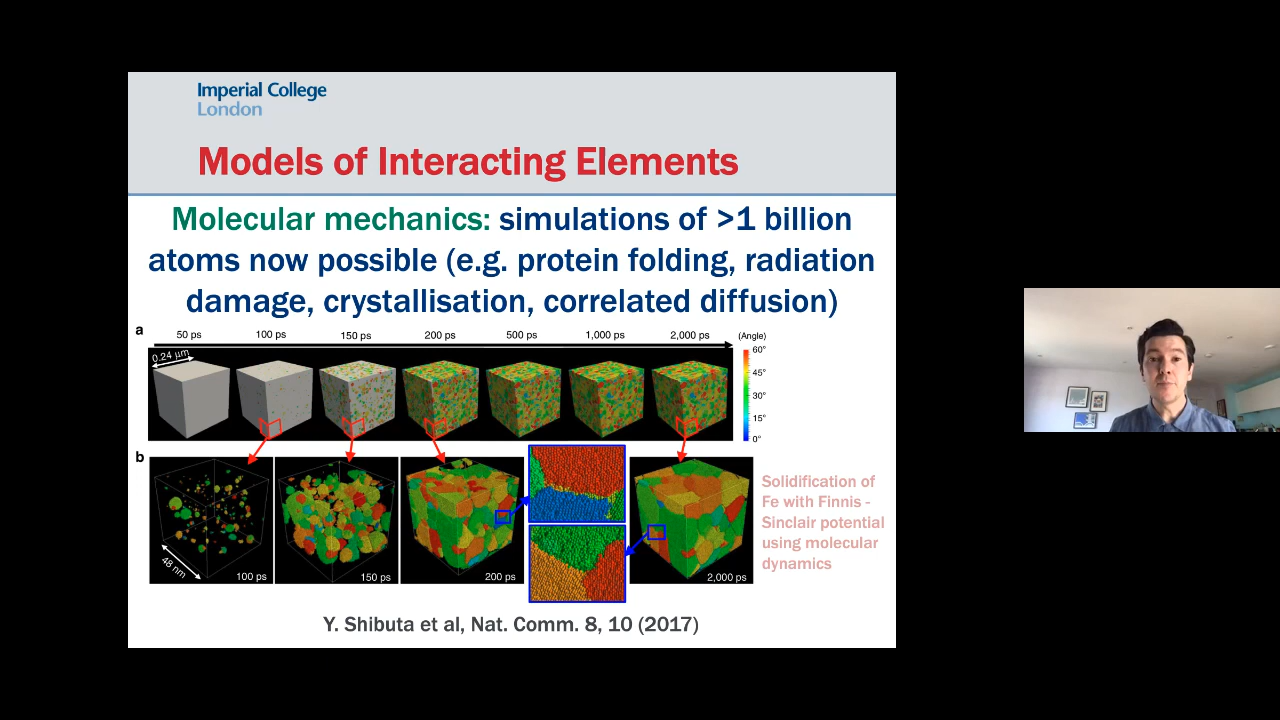 Imperial College
London
Models of Interacting Elements
Molecular mechanics: simulations of >1 billion
atoms now possible (e.g. protein folding, radiation
damage, crystallisation, correlated diffusion)
a
50 ps 100 ps 150 ps 200 ps 500 ps 1,000 ps 2,000 ps (Angle)
0.24 μm
60°
45°
30°
15°
0°
b
48 nm
100 ps 150 ps 200 ps 2,000 ps
Solidification of
Fe with Finnis -
Sinclair potential
using molecular
dynamics
Y. Shibuta et al, Nat. Comm. 8, 10 (2017)